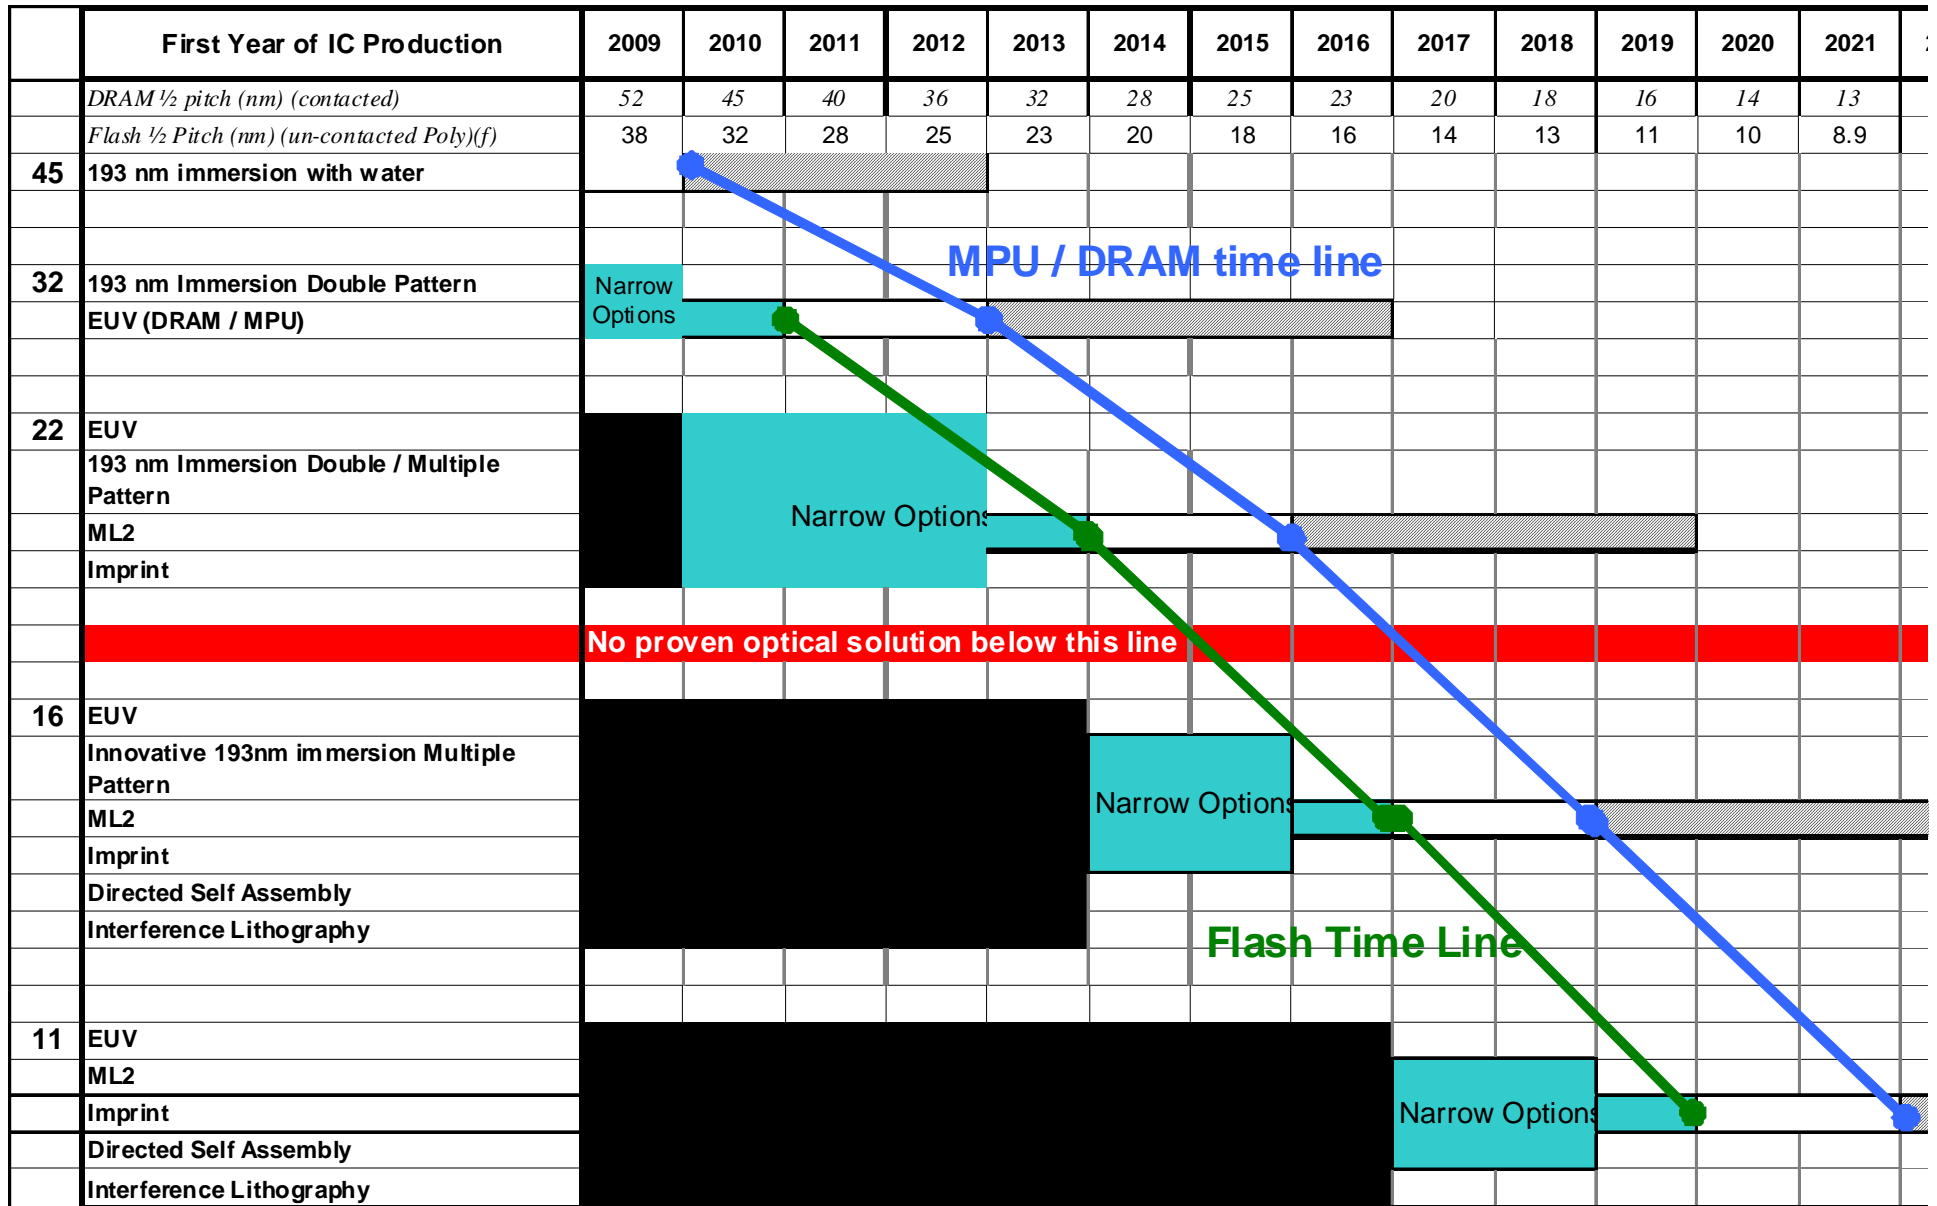 First Year of IC Production 2009 2010 2011 2012 2013 2014 2015 2016 2017 2018 2019 2020 2021
DRAM ½ pitch (nm) (contacted) 52 45 40 36 32 28 25 23 20 18 16 14 13
Flash ½ Pitch (nm) (un-contacted Poly)(f) 38 32 28 25 23 20 18 16 14 13 11 10 8.9
45 193 nm immersion with water
MPU / DRAM time line
32 193 nm Immersion Double Pattern
Narrow
Options
EUV (DRAM / MPU)
22 EUV
193 nm Immersion Double / Multiple
Pattern
Narrow Options
ML2
Imprint
No proven optical solution below this line
16 EUV
Innovative 193nm immersion Multiple
Pattern
Narrow Options
ML2
Imprint
Directed Self Assembly
Interference Lithography
Flash Time Line
11 EUV
ML2
Imprint
Narrow Options
Directed Self Assembly
Interference Lithography